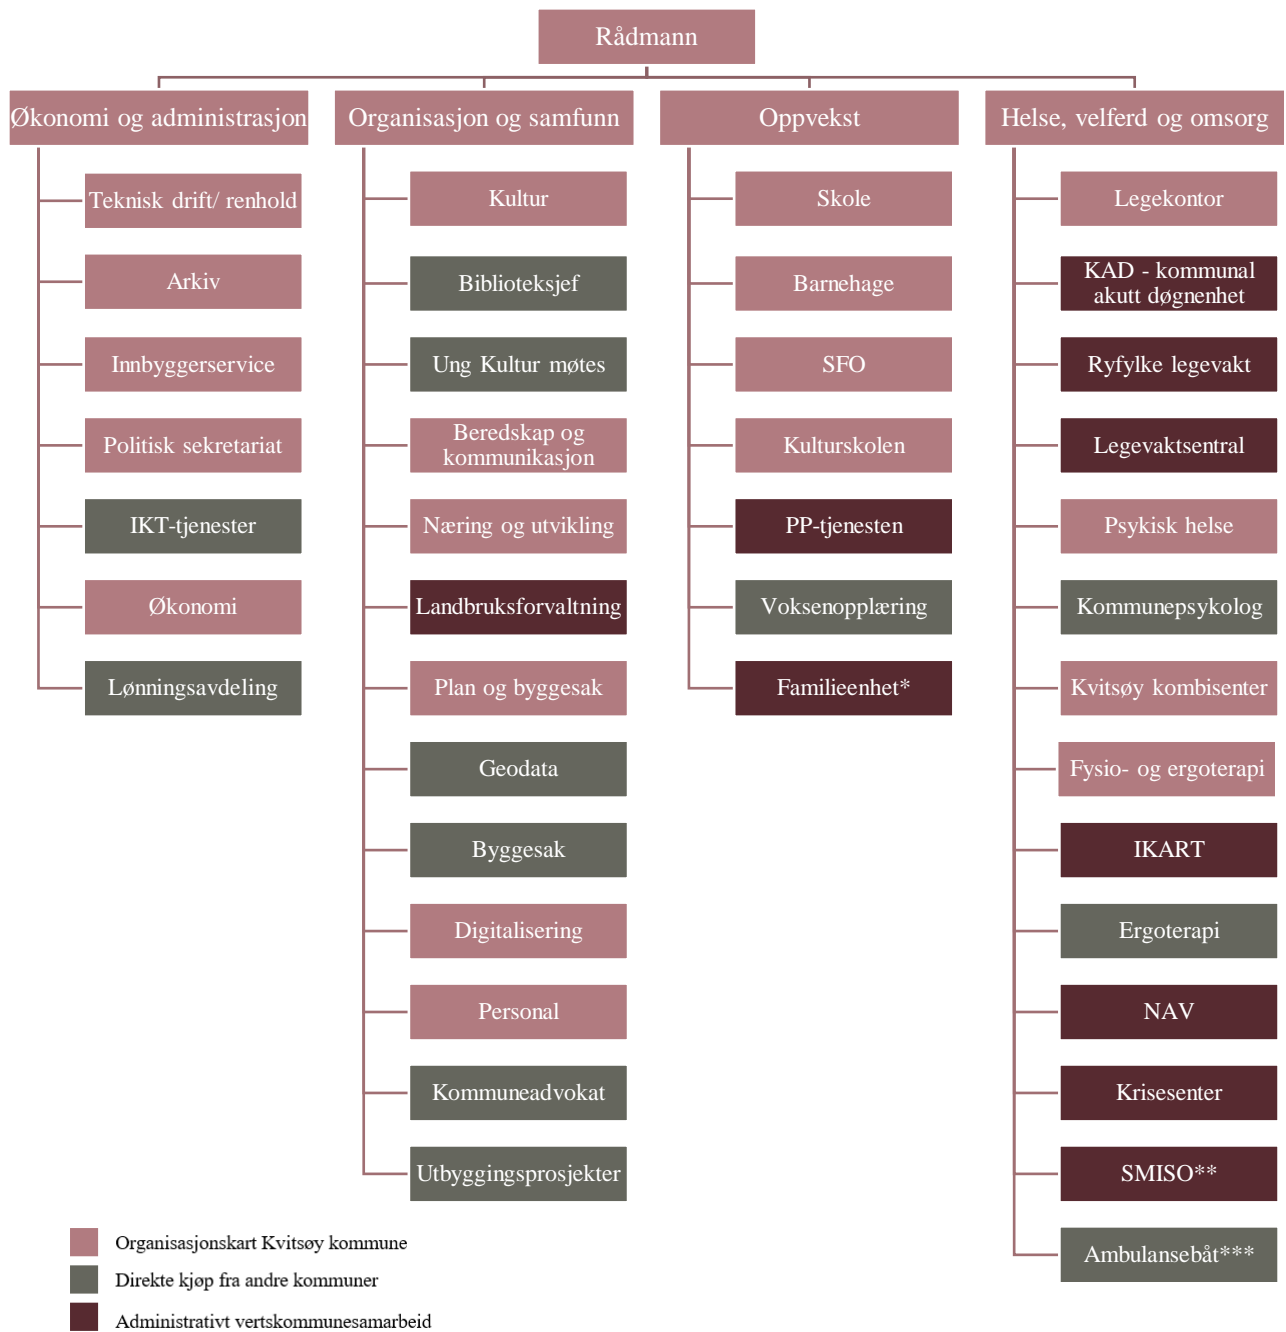 Rådmann
Økonomi og administrasjon
Teknisk drift/ renhold
Arkiv
Innbyggerservice
Politisk sekretariat
IKT-tjenester
Økonomi
Lønningsavdeling
Organisasjon og samfunn
Kultur
Biblioteksjef
Ung Kultur møtes
Beredskap og
kommunikasjon
Næring og utvikling
Landbruksforvaltning
Plan og byggesak
Geodata
Byggesak
Digitalisering
Personal
Kommuneadvokat
Utbyggingsprosjekter
Oppvekst
Skole
Barnehage
SFO
Kulturskolen
PP-tjenesten
Voksenopplæring
Familieenhet*
Helse, velferd og omsorg
Legekontor
KAD - kommunal
akutt døgnenhet
Ryfylke legevakt
Legevaktsentral
Psykisk helse
Kommunepsykolog
Kvitsøy kombisenter
Fysio- og ergoterapi
IKART
Ergoterapi
NAV
Krisesenter
SMISO**
Ambulansebåt***
Organisasjonskart Kvitsøy kommune
Direkte kjøp fra andre kommuner
Administrativt vertskommunesamarbeid